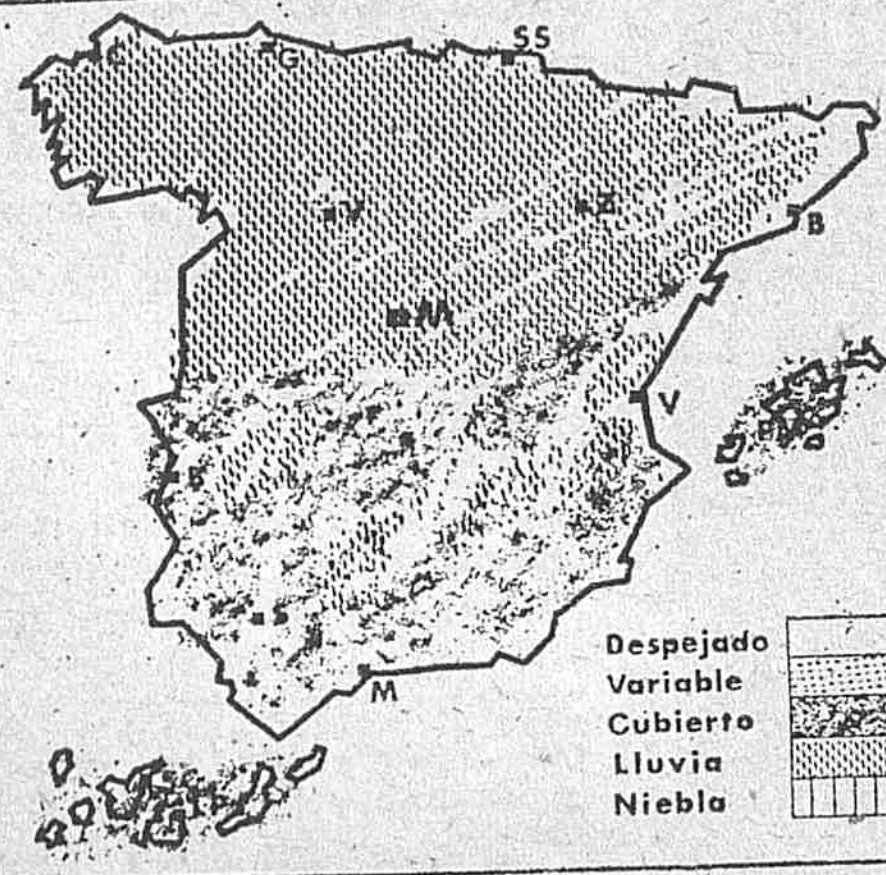 SS
C
G
V
Z
B
M
V
B
S
M
Despejado
Variable
Cubierto
Lluvia
Niebla